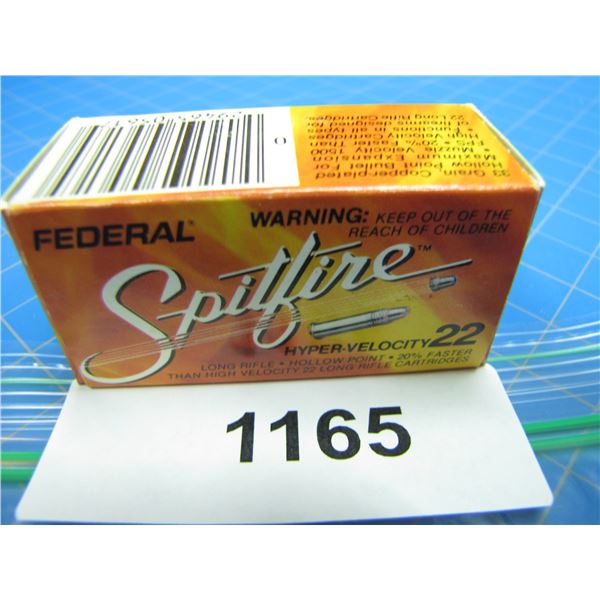 33 Grain Copper-plated
Hollow Point Bullet For
Maximum Expansion
• Muzzle Velocity 1500
FPS • 20% Faster Than
High Velocity Cartridges
• Functions in all types
of
designed for
22 Long Rifle Cartridges.
0
FEDERAL®
WARNING: KEEP OUT OF THE
REACH OF CHILDREN
Spitfire™
HYPER-VELOCITY 22
LONG RIFLE • HOLLOW POINT • 20% FASTER
THAN HIGH VELOCITY 22 LONG RIFLE CARTRIDGES
1165